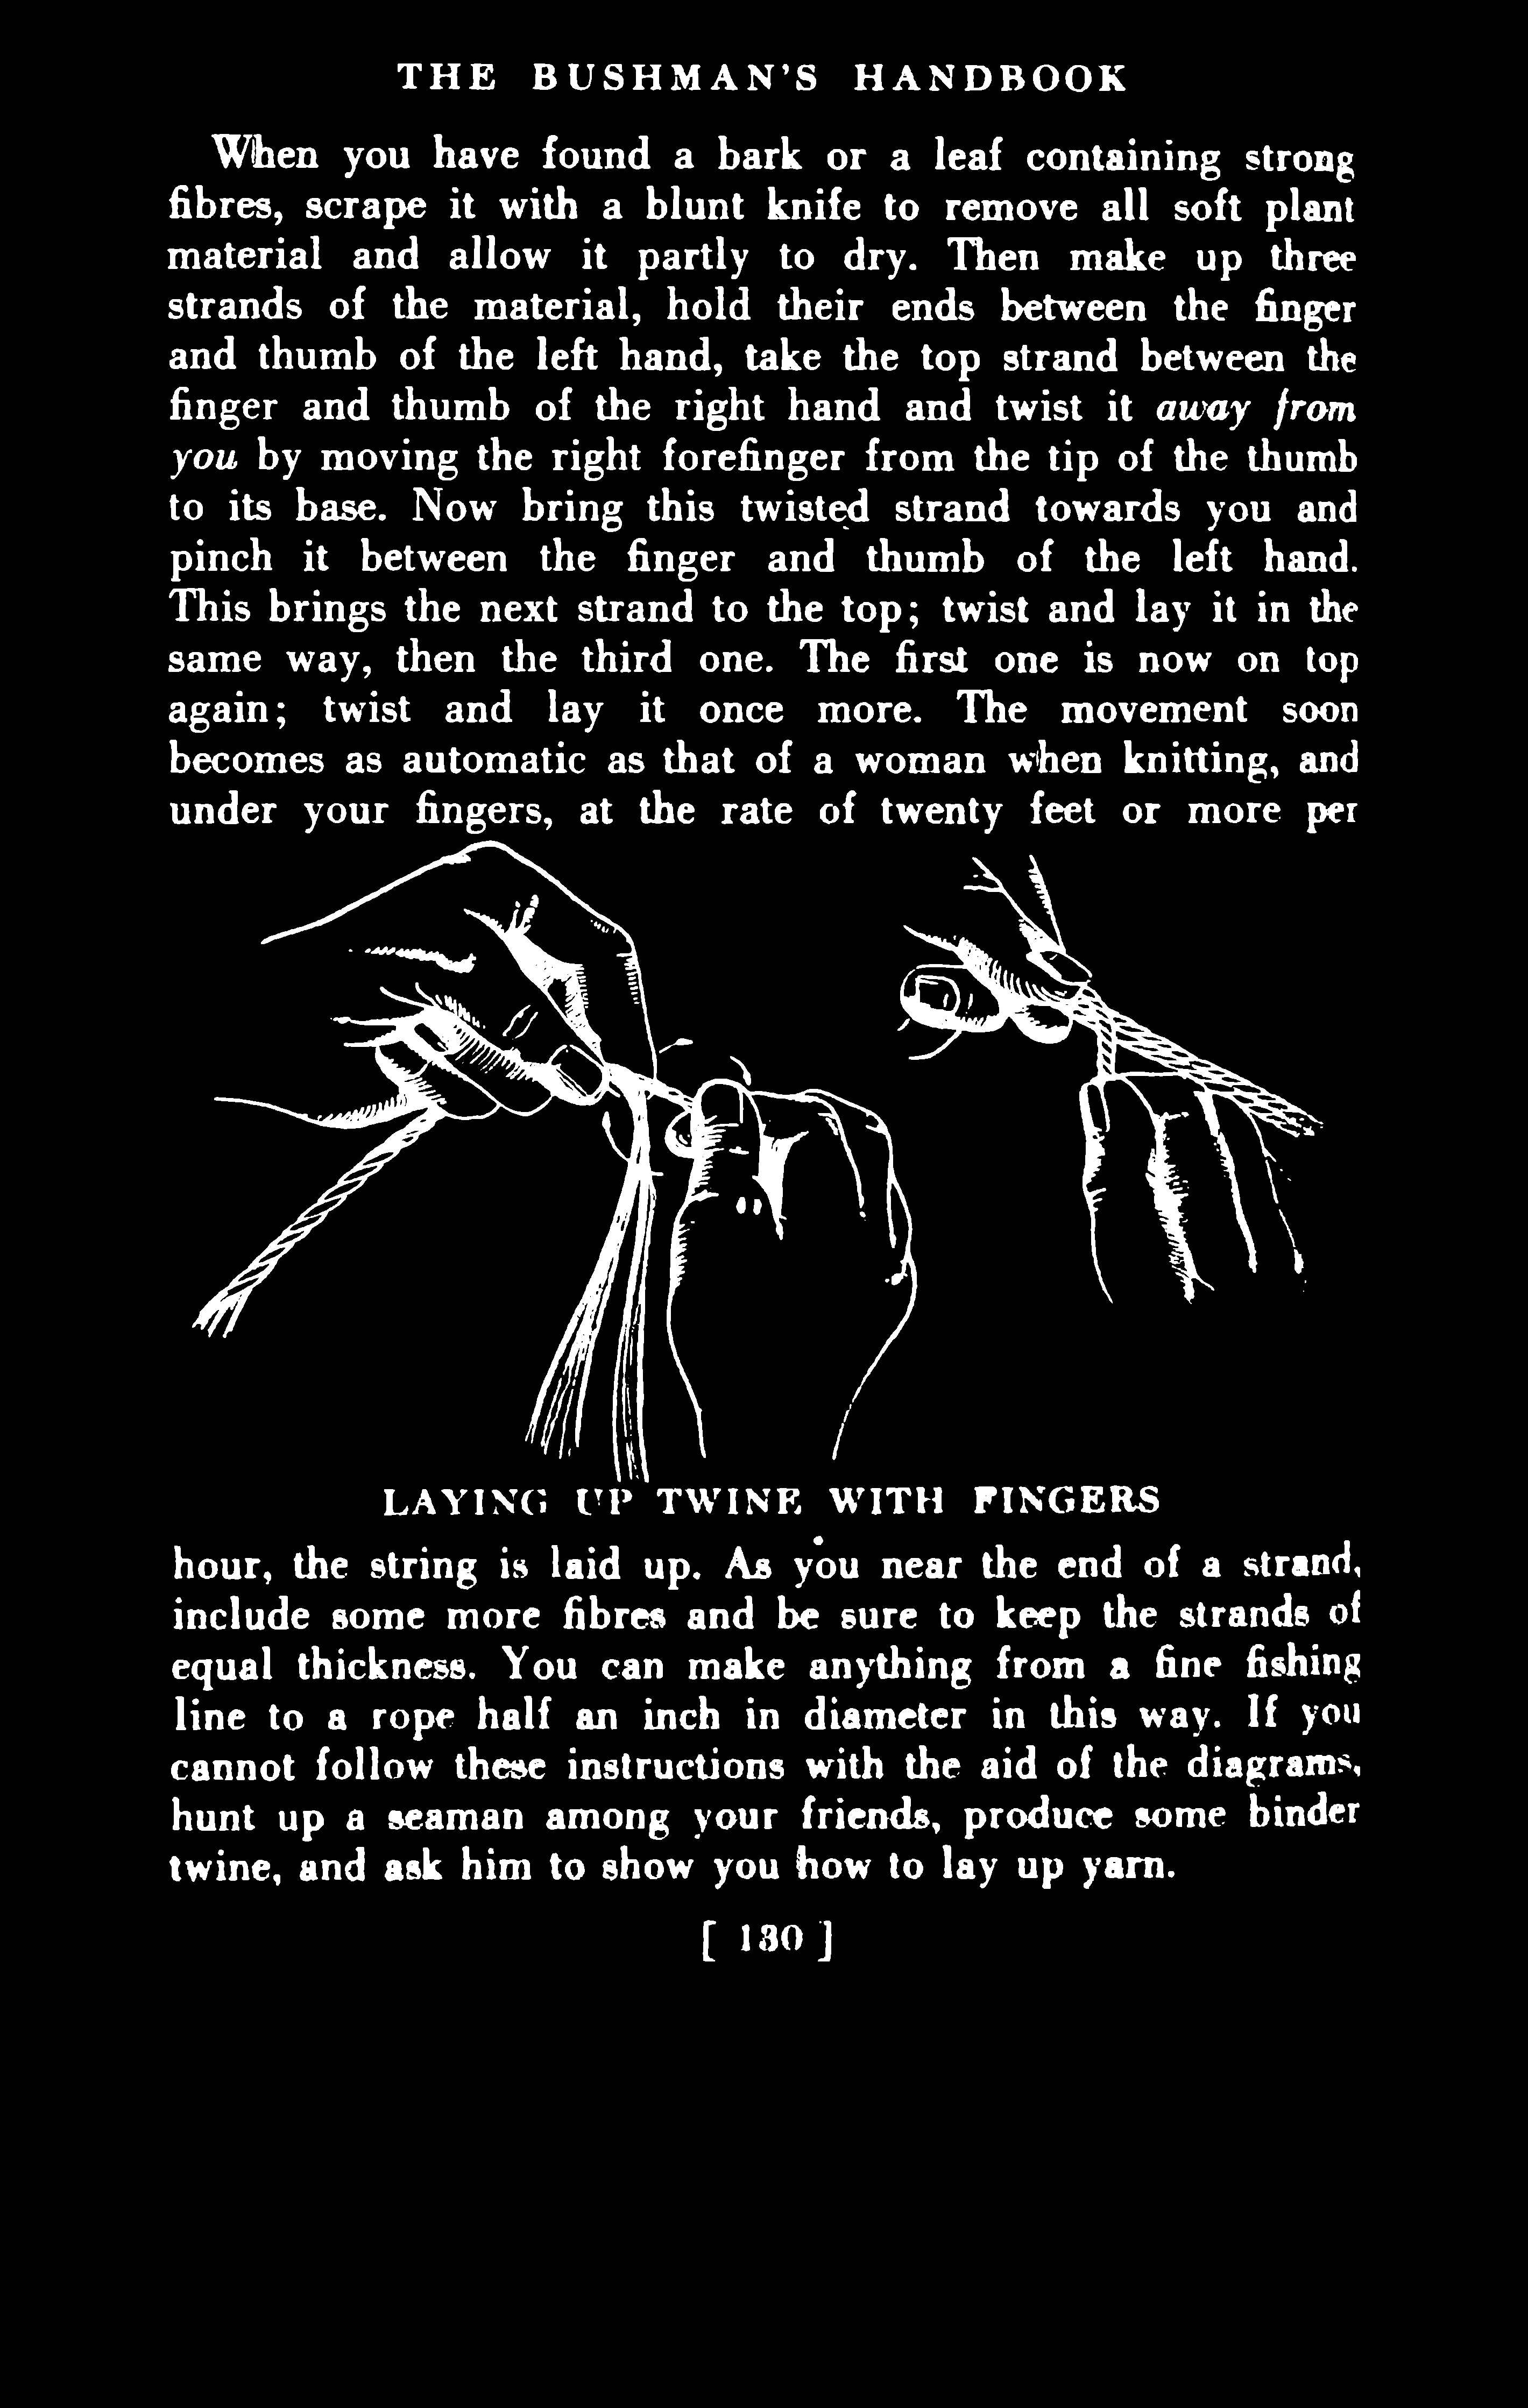 THE BUSHMAN'S HANDBOOK
When you have found a bark or a leaf containing strong
fibres, scrape it with a blunt knife to remove all soft plant
material and allow it partly to dry. Then make up three
strands of the material, hold their ends between the finger
and thumb of the left hand, take the top strand between the
finger and thumb of the right hand and twist it away from
you by moving the right forefinger from the tip of the thumb
to its base. Now bring this twisted strand towards you and
pinch it between the finger and thumb of the left hand.
This brings the next strand to the top; twist and lay it in the
same way, then the third one. The first one is now on top
again; twist and lay it once more. The movement soon
becomes as automatic as that of a woman when knitting, and
under your fingers, at the rate of twenty feet or more per
LAYING UP TWINE WITH FINGERS
hour, the string is laid up. As you near the end of a strand,
include some more fibres and be sure to keep the strands of
equal thickness. You can make anything from a fine fishing
line to a rope half an inch in diameter in this way. If you
cannot follow these instructions with the aid of the diagrams,
hunt up a seaman among your friends, produce some binder
twine, and ask him to show you how to lay up yarn.
[ 130 ]